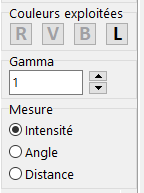 Couleurs exploitées
R V B L
Gamma
1
Mesure
Intensité
Angle
Distance